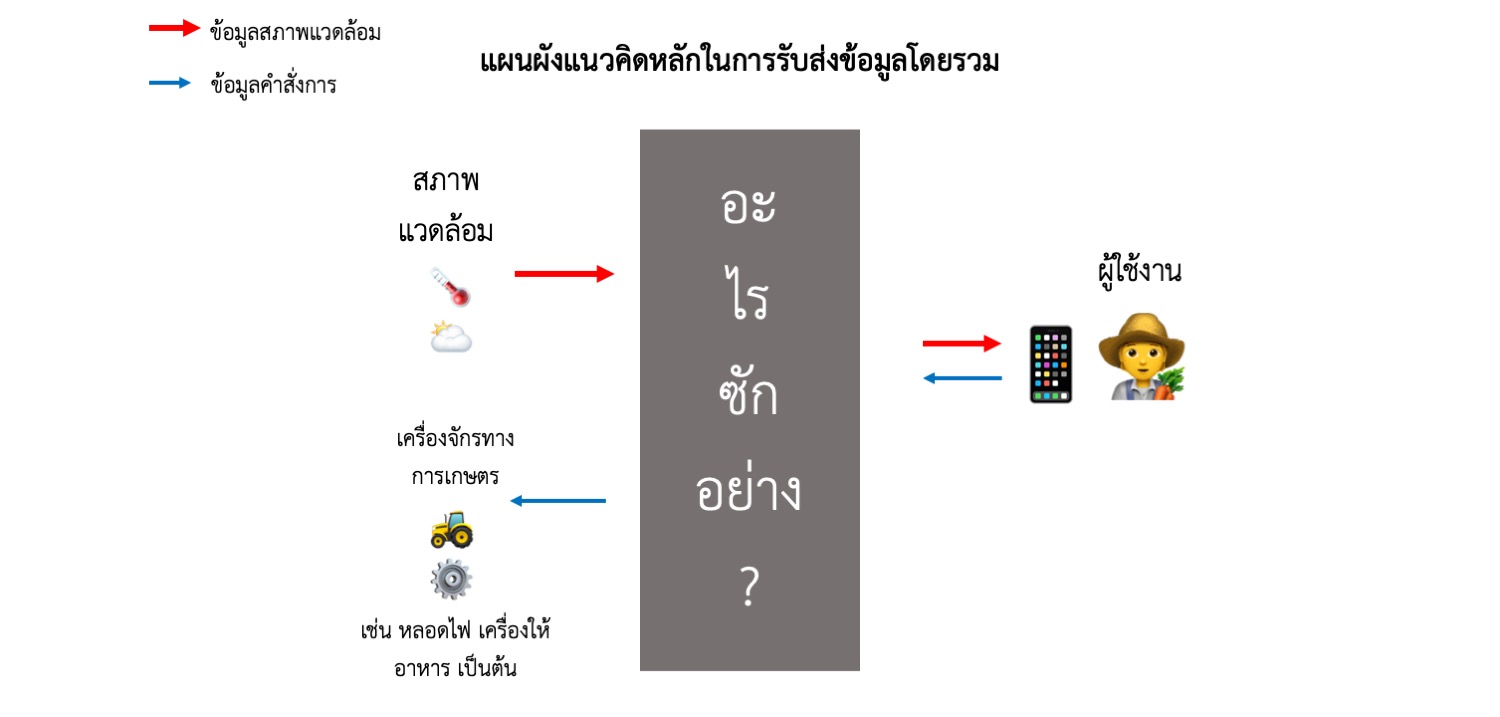 ข้อมูลสภาพแวดล้อม
ข้อมูลคำสั่งการ
แผนผังแนวคิดหลักในการรับส่งข้อมูลโดยรวม
สภาพ
แวดล้อม
เครื่องจักรทาง
การเกษตร
เช่น หลอดไฟ เครื่องให้
อาหาร เป็นต้น
อะ
ไร
ซัก
อย่าง
?
ผู้ใช้งาน